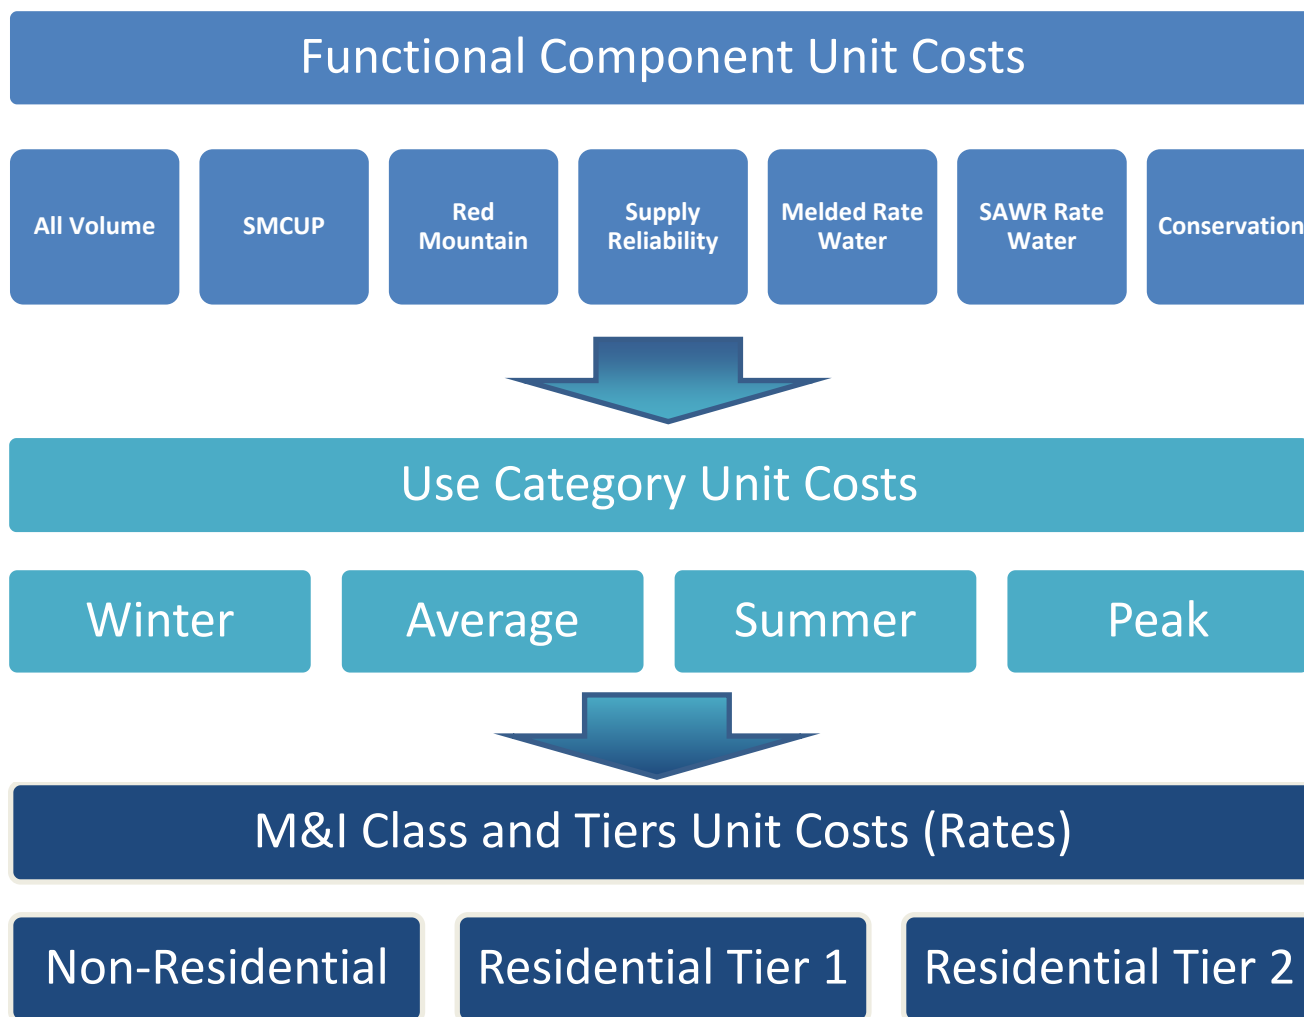 Functional Component Unit Costs
All Volume
SMCUP
Red
Mountain
Supply
Reliability
Melded Rate
Water
SAWR Rate
Water
Conservation
Use Category Unit Costs
Winter
Average
Summer
Peak
M&I Class and Tiers Unit Costs (Rates)
Non-Residential
Residential Tier 1
Residential Tier 2